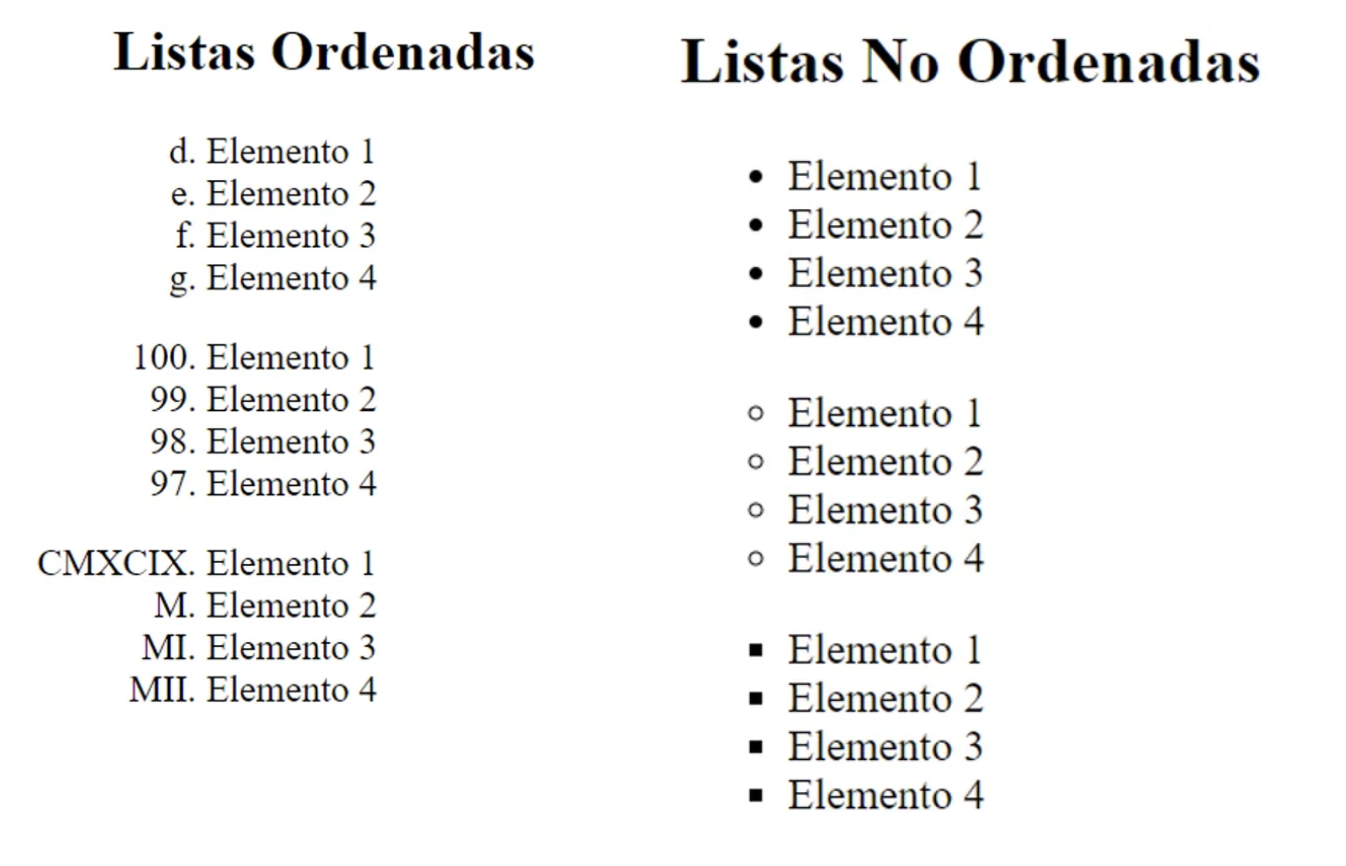 Listas Ordenadas
d. Elemento 1
e. Elemento 2
f. Elemento 3
g. Elemento 4
100. Elemento 1
99. Elemento 2
98. Elemento 3
97. Elemento 4
CMXCIX. Elemento 1
M. Elemento 2
MI. Elemento 3
MII. Elemento 4
Listas No Ordenadas
• Elemento 1
• Elemento 2
• Elemento 3
• Elemento 4
○ Elemento 1
○ Elemento 2
○ Elemento 3
○ Elemento 4
▪ Elemento 1
▪ Elemento 2
▪ Elemento 3
▪ Elemento 4